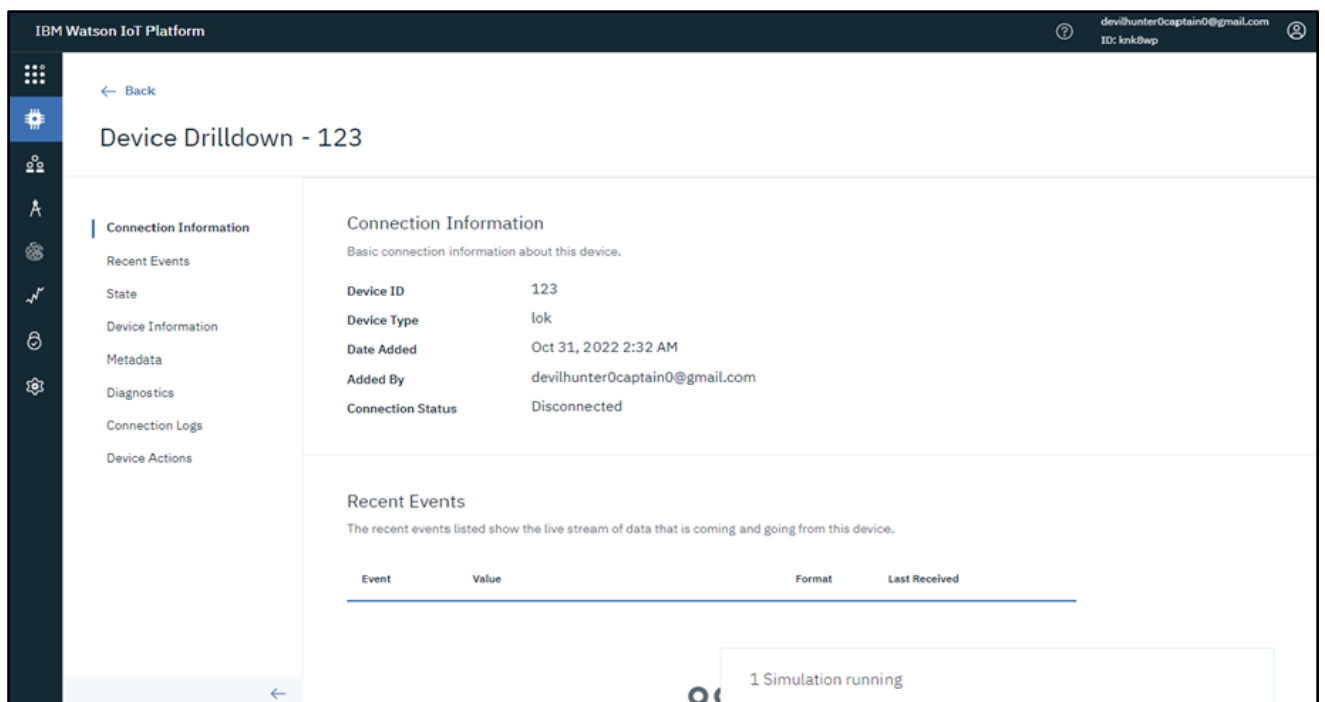 IBM Watson IoT Platform
devilhunter0captain0@gmail.com
ID: knk8wp
Back
Device Drilldown - 123
Connection Information
Recent Events
State
Device Information
Metadata
Diagnostics
Connection Logs
Device Actions
Connection Information
Basic connection information about this device.
Device ID 123
Device Type lok
Date Added Oct 31, 2022 2:32 AM
Added By devilhunter0captain0@gmail.com
Connection Status Disconnected
Recent Events
The recent events listed show the live stream of data that is coming and going from this device.
Event Value Format Last Received
1 Simulation running